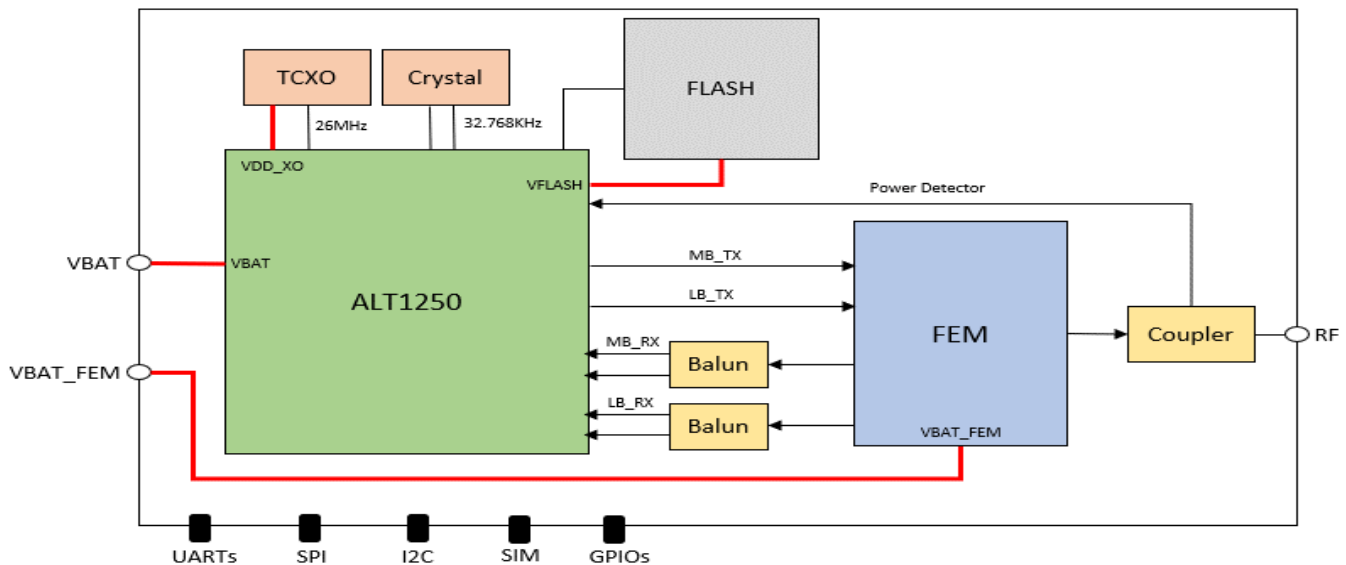 TCXO
Crystal
FLASH
26MHz
32.768KHz
VDD_XO
VFLASH
Power Detector
VBAT
VBAT
MB_TX
ALT1250
LB_TX
FEM
Coupler
RF
MB_RX
Balun
VBAT_FEM
LB_RX
Balun
VBAT_FEM
UARTs
SPI
I2C
SIM
GPIOs